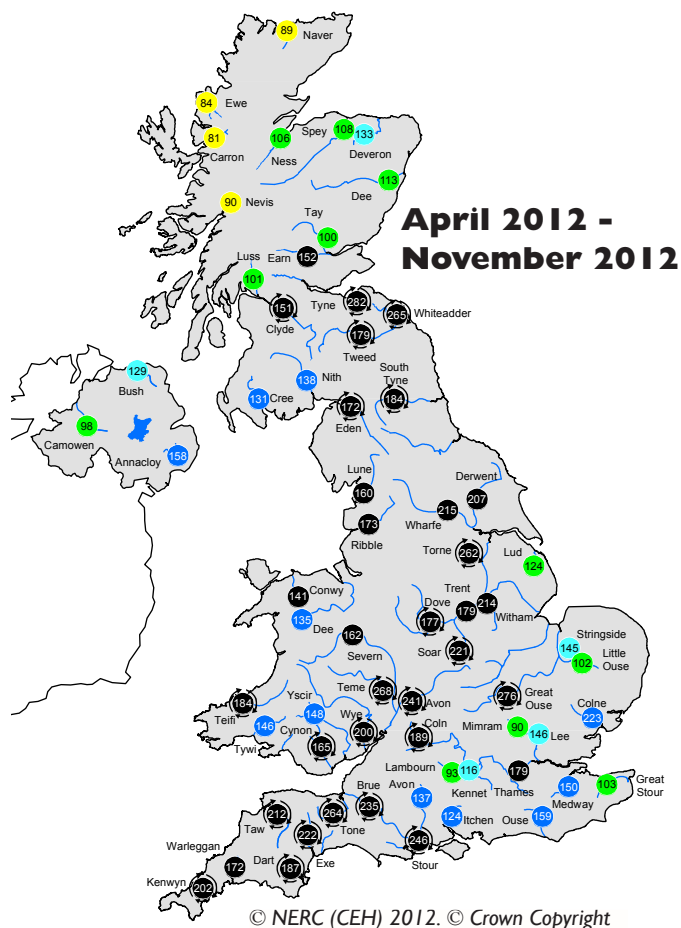 89
Naver
84
Ewe
81
Carron
106
Ness
Spey
108
133
Deveron
113
Dee
90
Nevis
Tay
100
April 2012 -
November 2012
Luss
Earn
152
101
151
Clyde
Tyne
282
265
Whiteadder
179
Tweed
138
Nith
131
Cree
South
Tyne
184
172
Eden
129
Bush
98
Camowen
Annacloy
158
Lune
160
173
Ribble
Derwent
207
215
Wharfe
Torne
262
Lud
124
141
Conwy
135
Dee
Trent
179
214
Witham
Dove
177
Soar
221
162
Severn
Stringside
145
Little
Ouse
102
Teme
268
241
Avon
276
Great
Ouse
Colne
223
184
Teifi
146
Tywi
Yscir
148
Cynon
165
Wye
200
Coln
189
Mimram
90
146
Lee
Lambourn
93
116
Kennet
179
Thames
150
Medway
103
Great
Stour
Avon
137
124
Itchen
Ouse
159
Brue
235
246
Stour
212
Taw
264
Tone
222
Exe
Warleggan
172
Dart
187
Kenwyn
202
© NERC (CEH) 2012. © Crown Copyright